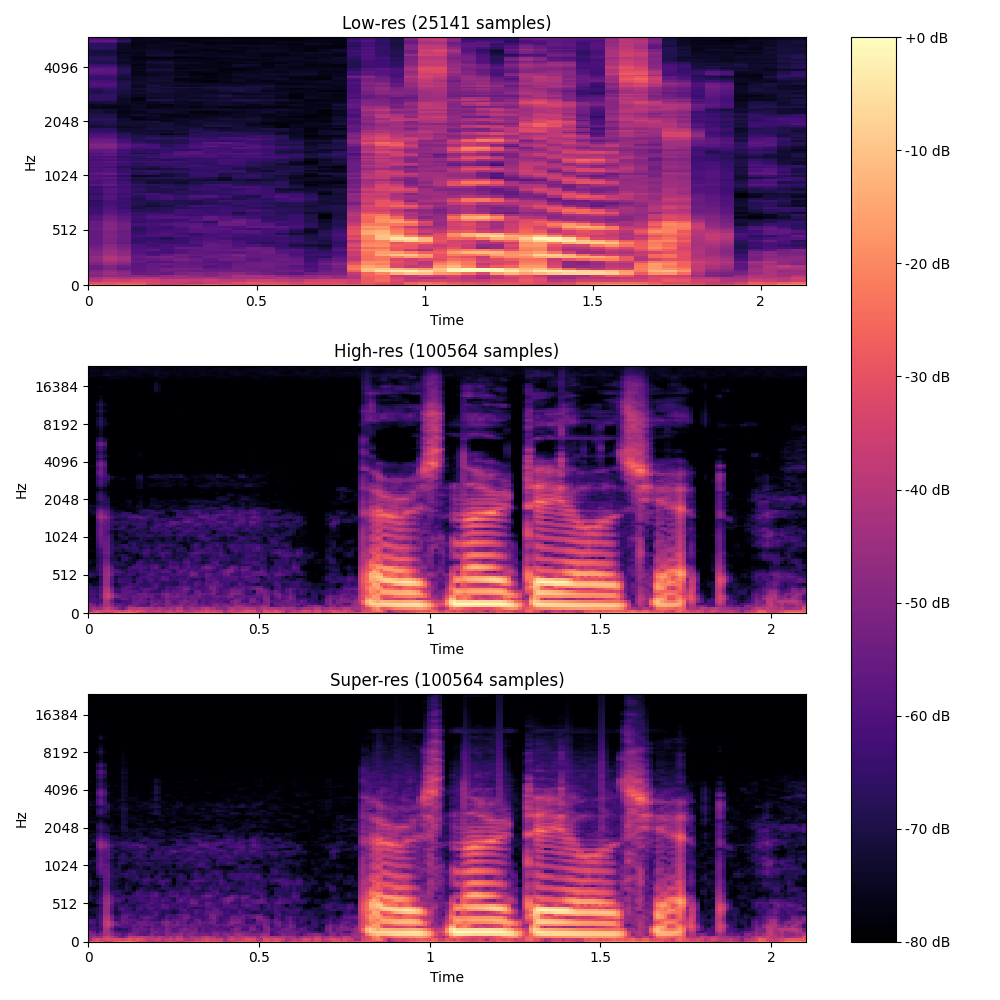 Low-res (25141 samples)
Hz
4096
2048
1024
512
0
0 0.5 1 1.5 2
Time
High-res (100564 samples)
Hz
16384
8192
4096
2048
1024
512
0
0 0.5 1 1.5 2
Time
Super-res (100564 samples)
Hz
16384
8192
4096
2048
1024
512
0
0 0.5 1 1.5 2
Time
+0 dB
-10 dB
-20 dB
-30 dB
-40 dB
-50 dB
-60 dB
-70 dB
-80 dB